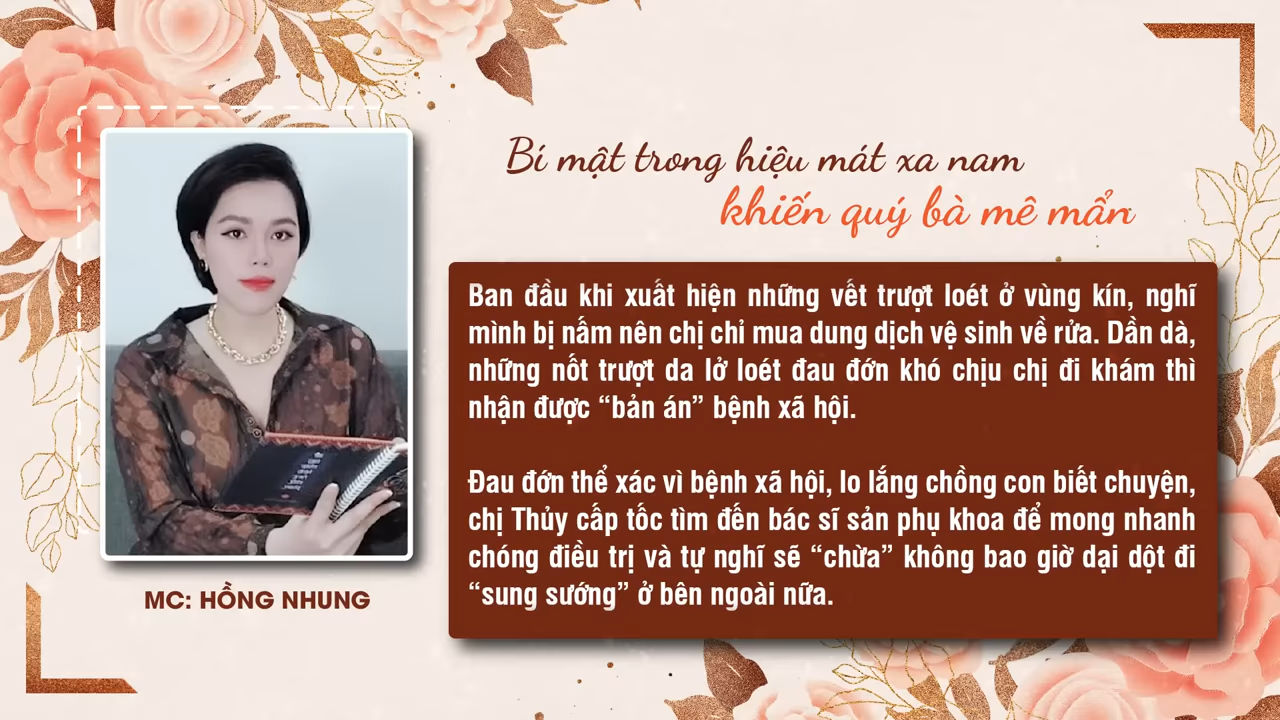 Bí mật trong hiệu mát xa nam
khiến quý bà mê mẩn
Ban đầu khi xuất hiện những vết trượt loét ở vùng kín, nghĩ
mình bị nấm nên chị chỉ mua dung dịch vệ sinh về rửa. Dần dà,
những nốt trượt da lở loét đau đớn khó chịu chị đi khám thì
nhận được “bản án” bệnh xã hội.
Đau đớn thể xác vì bệnh xã hội, lo lắng chồng con biết chuyện,
chị Thủy cấp tốc tìm đến bác sĩ sản phụ khoa để mong nhanh
chóng điều trị và tự nghĩ sẽ “chừa” không bao giờ dại dột đi
“sung sướng” ở bên ngoài nữa.
MC: HỒNG NHUNG